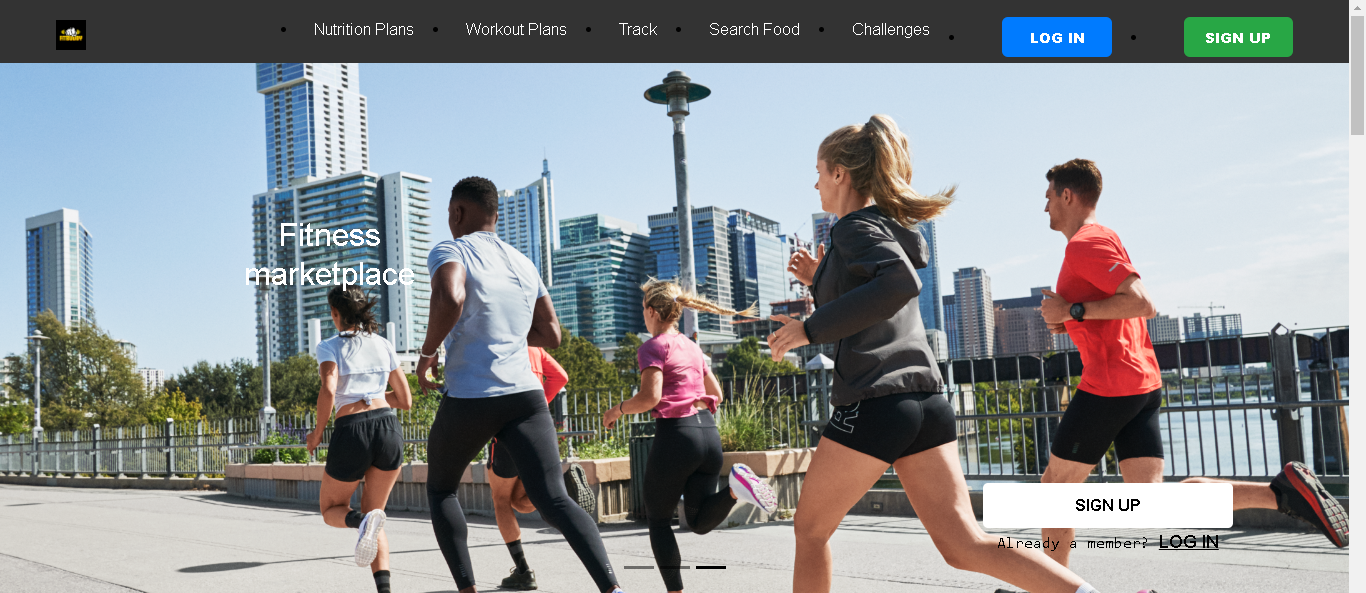 Nutrition Plans
Workout Plans
Track
Search Food
Challenges
LOG IN
SIGN UP
Fitness
marketplace
SIGN UP
Already a member? LOG IN